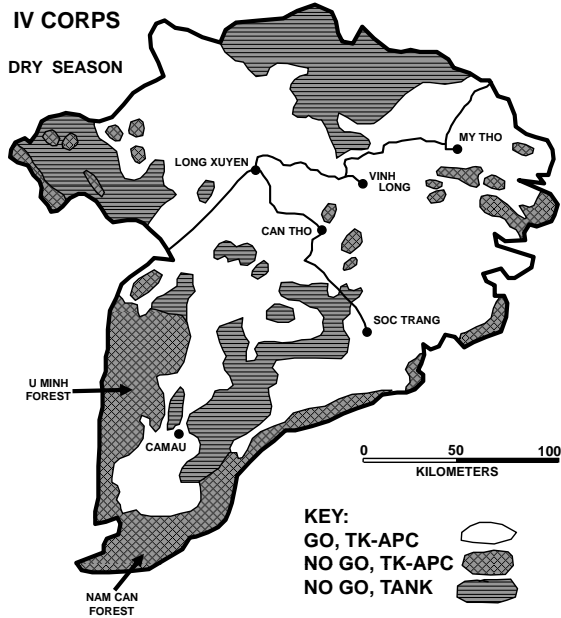 IV CORPS
DRY SEASON
MY THO
LONG XUYEN
VINH
LONG
CAN THO
SOC TRANG
U MINH
FOREST
CAMAU
0 50 100
KILOMETERS
KEY:
GO, TK-APC
NO GO, TK-APC
NO GO, TANK
NAM CAN
FOREST